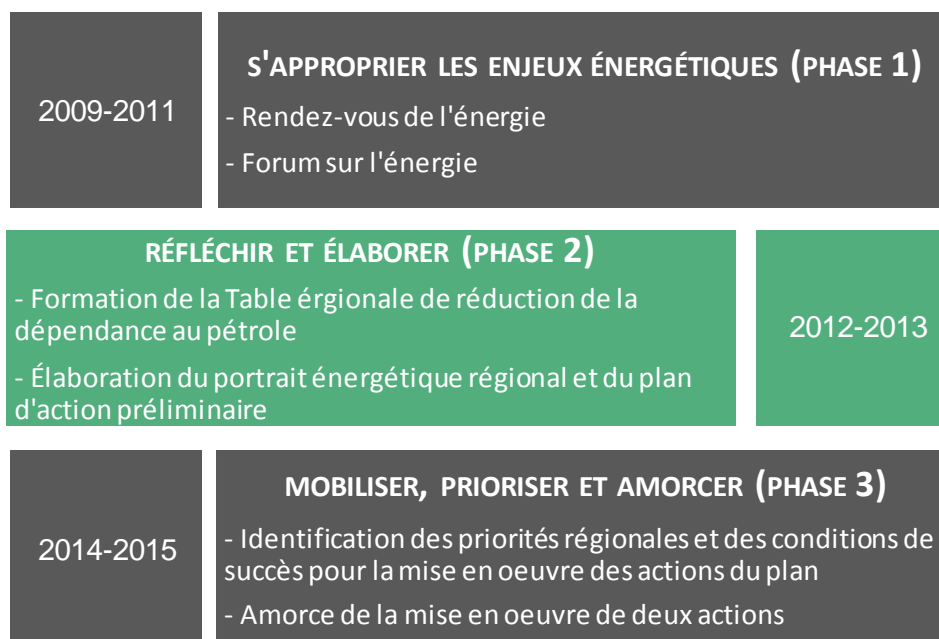 2009-2011
S'APPROPRIER LES ENJEUX ÉNERGÉTIQUES (PHASE 1)
- Rendez-vous de l'énergie
- Forum sur l'énergie
RÉFLÉCHIR ET ÉLABORER (PHASE 2)
- Formation de la Table érgionale de réduction de la
dépendance au pétrole
- Élaboration du portrait énergétique régional et du plan
d'action préliminaire
2012-2013
2014-2015
MOBILISER, PRIORISER ET AMORCER (PHASE 3)
- Identification des priorités régionales et des conditions de
succès pour la mise en oeuvre des actions du plan
- Amorce de la mise en oeuvre de deux actions